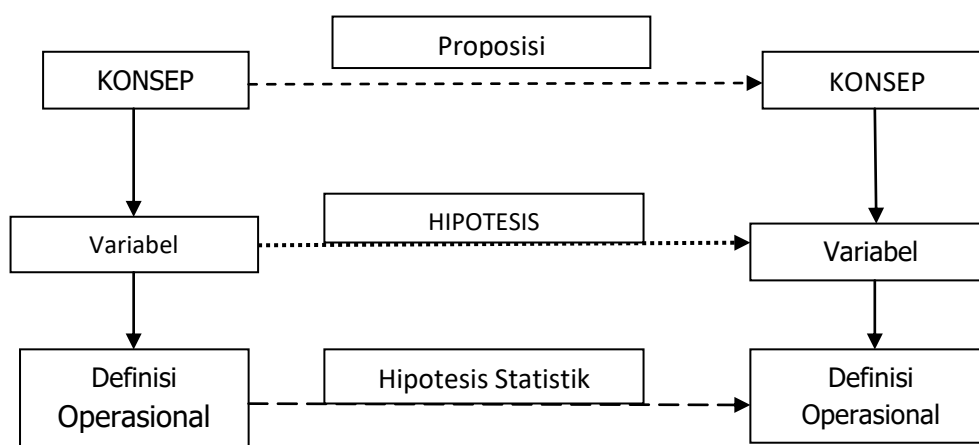 Proposisi
KONSEP
KONSEP
HIPOTESIS
Variabel
Variabel
Definisi
Operasional
Hipotesis Statistik
Definisi
Operasional